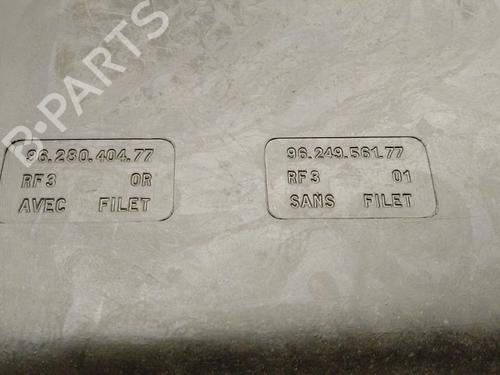 B-PARTS
96.280.404.77
RF3 OR
AVEC FILET
96.249.561.77
RF3 01
SANS FILET